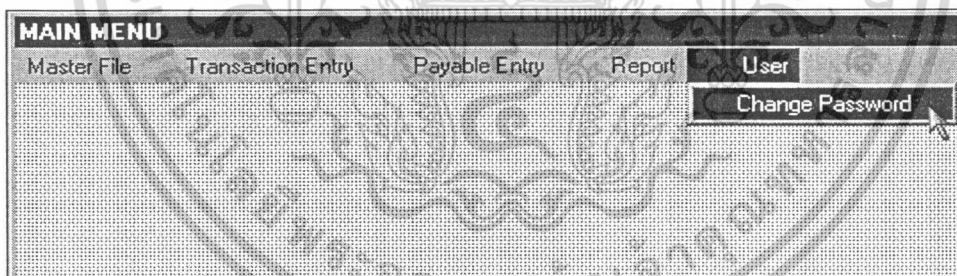 MAIN MENU
Master File Transaction Entry Payable Entry Report User
Change Password